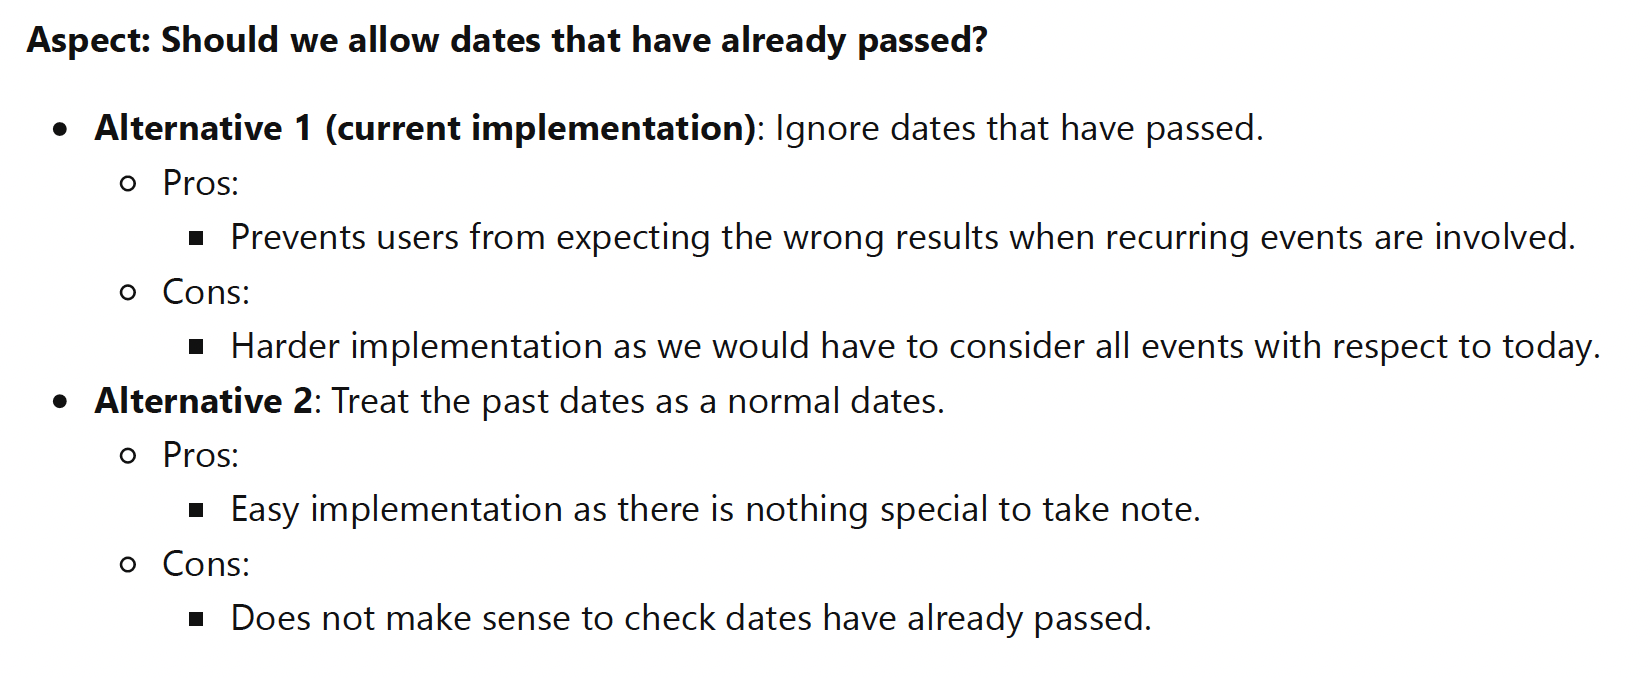 Aspect: Should we allow dates that have already passed?
• Alternative 1 (current implementation): Ignore dates that have passed.
○ Pros:
▪ Prevents users from expecting the wrong results when recurring events are involved.
○ Cons:
▪ Harder implementation as we would have to consider all events with respect to today.
• Alternative 2: Treat the past dates as a normal dates.
○ Pros:
▪ Easy implementation as there is nothing special to take note.
○ Cons:
▪ Does not make sense to check dates have already passed.